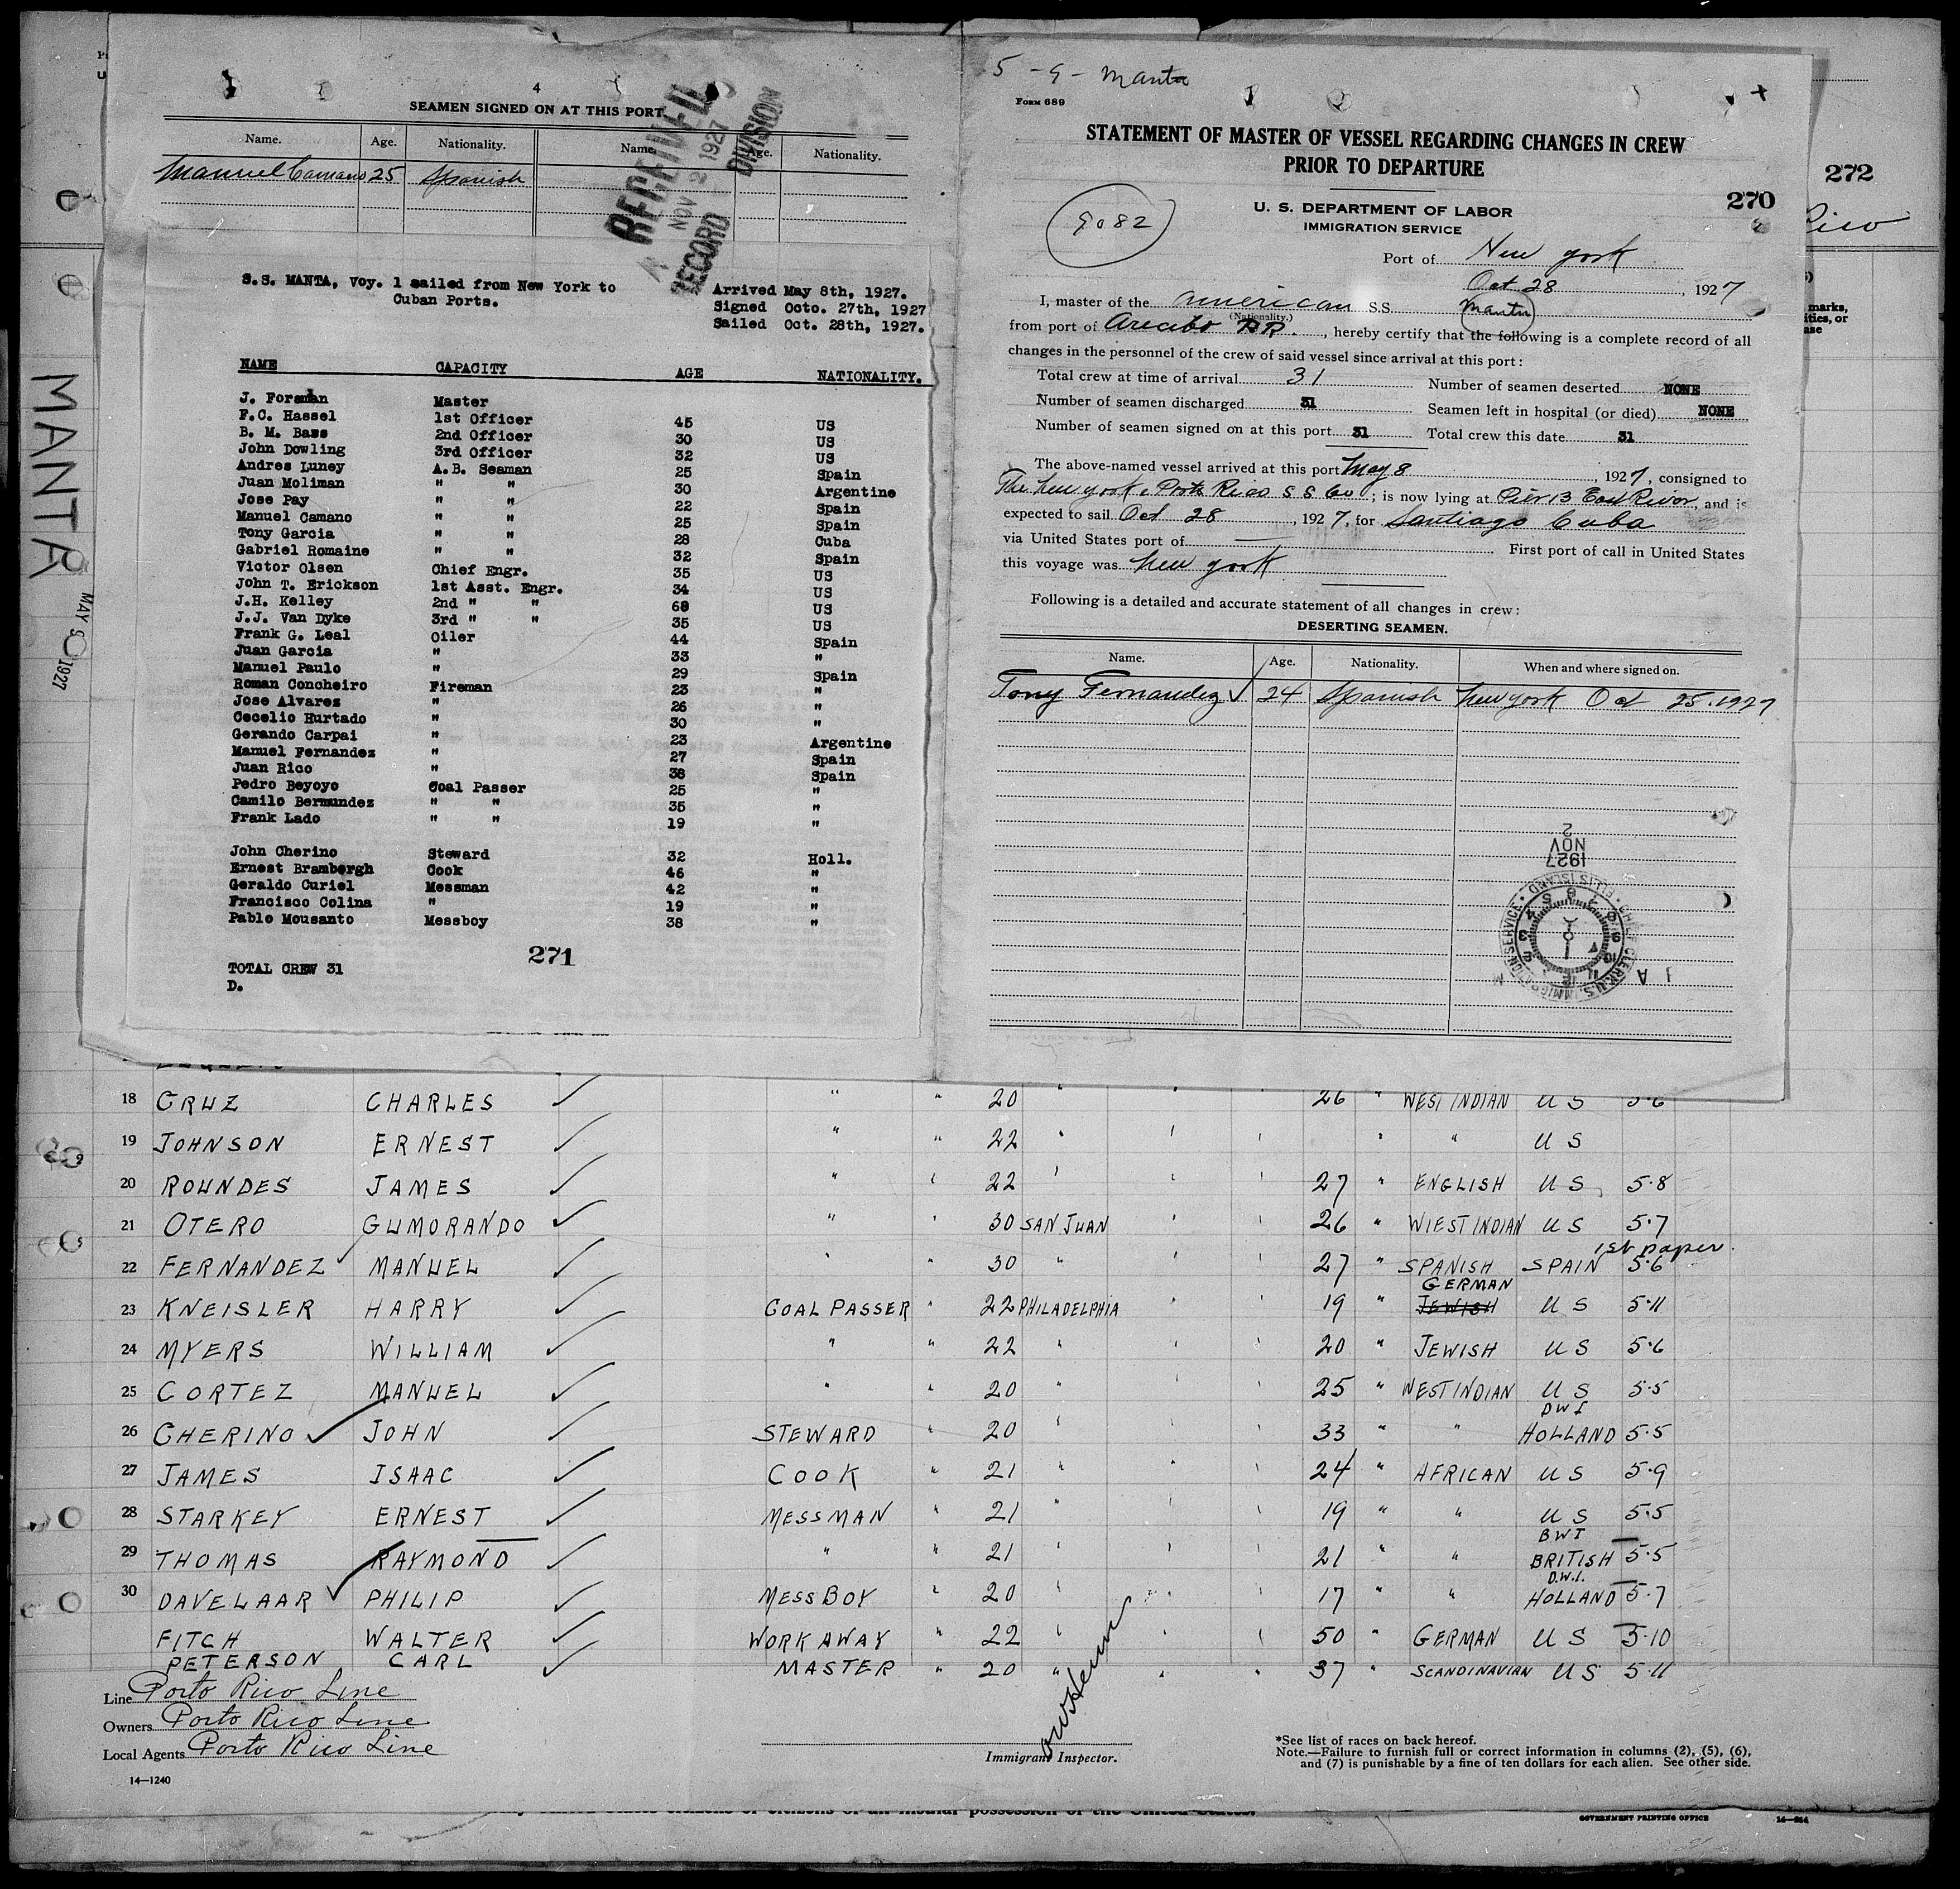 4
SEAMEN SIGNED ON AT THIS PORT
Name. Age. Nationality. Name. Age. Nationality.
Manuel Camano 25 Spanish
RECEIVED
NOV 2 1927
RECORD DIVISION
S.S. MANTA, Voy. 1 sailed from New York to
Cuban Ports.
Arrived May 8th, 1927.
Signed Octo. 27th, 1927
Sailed Oct. 28th, 1927.
NAME CAPACITY AGE NATIONALITY.
J. Forsman Master
F.C. Hassel 1st Officer 45 US
B. M. Bass 2nd Officer 30 US
John Dowling 3rd Officer 32 US
Andres Luney A.B. Seaman 25 Spain
Juan Moliman " " 30 Argentine
Jose Pay " " 22 Spain
Manuel Camano " " 25 Spain
Tony Garcia " " 28 Cuba
Gabriel Romaine " " 32 Spain
Victor Olsen Chief Engr. 35 US
John T. Erickson 1st Asst. Engr. 34 US
J.H. Kelley 2nd " " 68 US
J.J. Van Dyke 3rd " " 35 US
Frank G. Leal Oiler 44 Spain
Juan Garcia " 33 "
Manuel Paulo " 29 Spain
Roman Concheiro Fireman 23 "
Jose Alvarez " 26 "
Cecelio Hurtado " 30 "
Gerando Carpai " 23 Argentine
Manuel Fernandez " 27 Spain
Juan Rico " 38 Spain
Pedro Beyoyo Coal Passer 25 "
Camilo Bermundez " " 35 "
Frank Lado " " 19 "
John Cherino Steward 32 Holl.
Ernest Brambergh Cook 46 "
Geraldo Curiel Messman 42 "
Francisco Colina " 19 "
Pablo Mousanto Messboy 38 "
271
TOTAL CREW 31
D.
MANTA
MAY 9 1927
5 - 9 - Manta
Form 689
STATEMENT OF MASTER OF VESSEL REGARDING CHANGES IN CREW
PRIOR TO DEPARTURE
270
272
Rico
marks,
ities, or
ase
9082
U. S. DEPARTMENT OF LABOR
IMMIGRATION SERVICE
Port of New York
Oct 28, 1927
I, master of the American S.S. Manta
(Nationality.)
from port of Arecibo P.R., hereby certify that the following is a complete record of all
changes in the personnel of the crew of said vessel since arrival at this port:
Total crew at time of arrival 31 Number of seamen deserted NONE
Number of seamen discharged 31 Seamen left in hospital (or died) NONE
Number of seamen signed on at this port 31 Total crew this date 31
The above-named vessel arrived at this port May 8, 1927, consigned to
The New York & Porto Rico S S Co; is now lying at Pier 13 East River, and is
expected to sail Oct 28, 1927, for Santiago Cuba
via United States port of — First port of call in United States
this voyage was New York
Following is a detailed and accurate statement of all changes in crew:
DESERTING SEAMEN.
Name. Age. Nationality. When and where signed on.
Tony Fernandez 24 Spanish New York Oct 25. 1927
1927
NOV
2
CHIEF CLERK U.S. IMMIGRATION SERVICE · ELLIS ISLAND ·
18 CRUZ CHARLES " " 20 " ' 26 " WEST INDIAN U S 5·6
19 JOHNSON ERNEST " " 22 " ' ' " " U S
20 ROUNDES JAMES " " 22 ' ' ' 27 " ENGLISH U S 5·8
21 OTERO GUMORANDO " " 30 SAN JUAN ' ' 26 " WIEST INDIAN U S 5·7
1st paper
22 FERNANDEZ MANUEL " " 30 " ' ' 27 " SPANISH SPAIN 5·6
GERMAN
23 KNEISLER HARRY COAL PASSER " 22 PHILADELPHIA ' ' 19 " JEWISH U S 5·11
24 MYERS WILLIAM " " 22 ' ' ' 20 " JEWISH U S 5·6
25 CORTEZ MANUEL " " 20 ' ' ' 25 " WEST INDIAN U S 5·5
DWI
26 CHERINO JOHN STEWARD " 20 ' ' ' 33 " " HOLLAND 5·5
27 JAMES ISAAC COOK " 21 " " ' 24 " AFRICAN U S 5·9
28 STARKEY ERNEST MESSMAN " 21 " ' ' 19 " " U S 5·5
BWI
29 THOMAS RAYMOND " " 21 ' ' ' 21 " " BRITISH 5·5
D.W.I.
30 DAVELAAR PHILIP MESS BOY " 20 ' " ' 17 " " HOLLAND 5·7
FITCH WALTER WORK AWAY " 22 ' ' ' 50 " GERMAN U S 5·10
PETERSON CARL MASTER " 20 " " " 37 " SCANDINAVIAN U S 5·11
Line Porto Rico Line
Owners Porto Rico Line
Local Agents Porto Rico Line
14—1240
Immigrant Inspector.
*See list of races on back hereof.
Note.—Failure to furnish full or correct information in columns (2), (5), (6),
and (7) is punishable by a fine of ten dollars for each alien. See other side.
GOVERNMENT PRINTING OFFICE